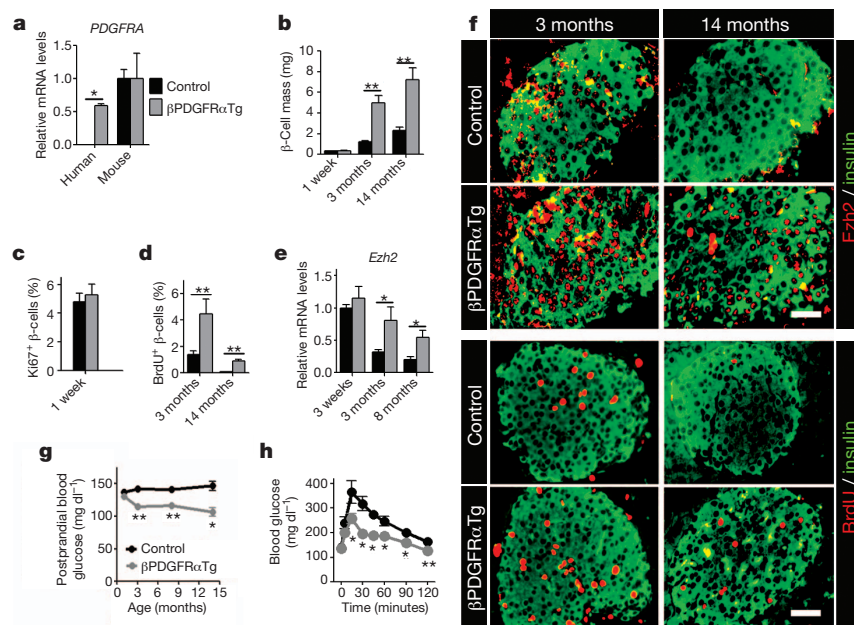 a
PDGFRA
Relative mRNA levels
1.5
1.0
0.5
0
*
Human
Mouse
Control
βPDGFRαTg
b
β-Cell mass (mg)
10
8
6
4
2
0
**
**
1 week
3 months
14 months
c
Ki67+ β-cells (%)
6
4
2
0
1 week
d
BrdU+ β-cells (%)
6
4
2
0
**
**
3 months
14 months
e
Ezh2
Relative mRNA levels
1.5
1.0
0.5
0
*
*
3 weeks
3 months
8 months
f
3 months
14 months
Control
βPDGFRαTg
Ezh2 / insulin
Control
βPDGFRαTg
BrdU / insulin
g
Postprandial blood
glucose (mg dl−1)
150
100
50
0
**
**
*
Control
βPDGFRαTg
0 3 6 9 12 15
Age (months)
h
Blood glucose
(mg dl−1)
400
300
200
100
*
*
*
*
*
**
0
30
60
90
120
Time (minutes)